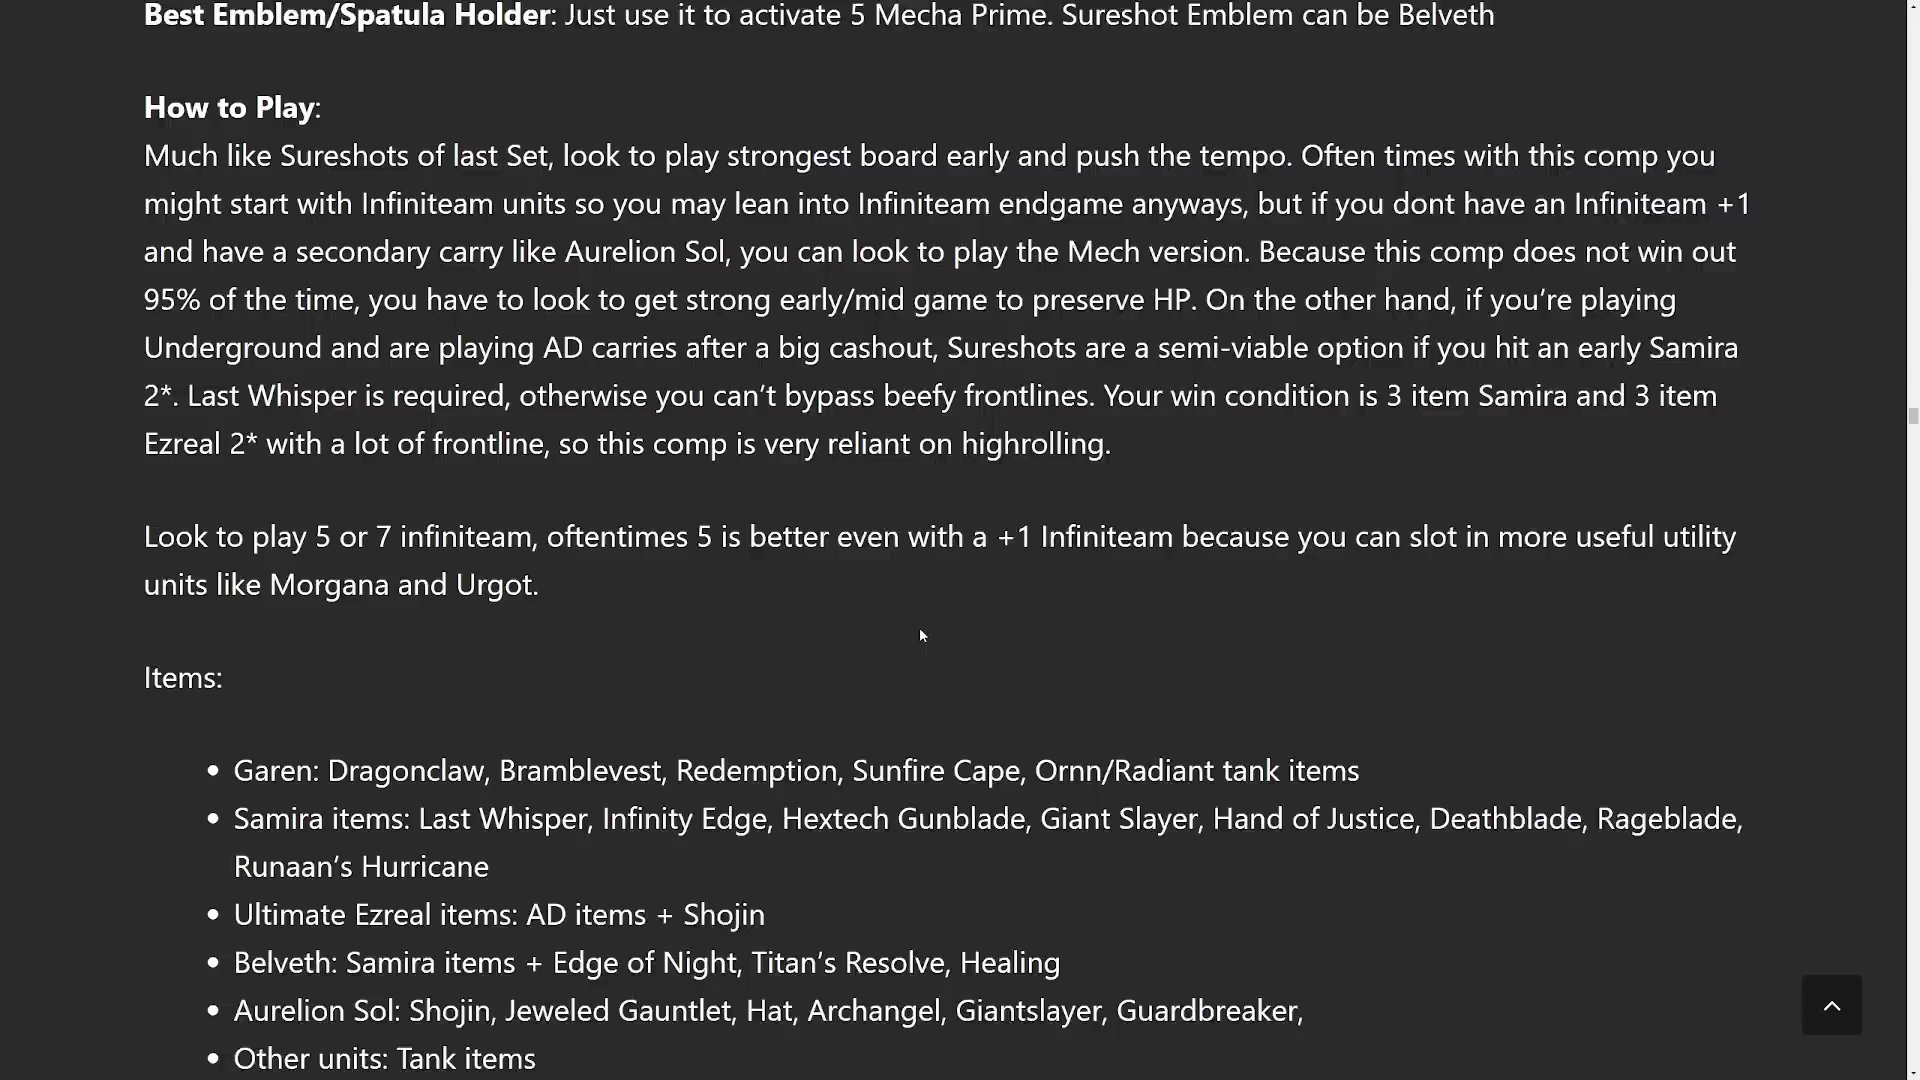 Best Emblem/Spatula Holder: Just use it to activate 5 Mecha Prime. Sureshot Emblem can be Belveth
How to Play:
Much like Sureshots of last Set, look to play strongest board early and push the tempo. Often times with this comp you
might start with Infiniteam units so you may lean into Infiniteam endgame anyways, but if you dont have an Infiniteam +1
and have a secondary carry like Aurelion Sol, you can look to play the Mech version. Because this comp does not win out
95% of the time, you have to look to get strong early/mid game to preserve HP. On the other hand, if you’re playing
Underground and are playing AD carries after a big cashout, Sureshots are a semi-viable option if you hit an early Samira
2*. Last Whisper is required, otherwise you can’t bypass beefy frontlines. Your win condition is 3 item Samira and 3 item
Ezreal 2* with a lot of frontline, so this comp is very reliant on highrolling.
Look to play 5 or 7 infiniteam, oftentimes 5 is better even with a +1 Infiniteam because you can slot in more useful utility
units like Morgana and Urgot.
Items:
• Garen: Dragonclaw, Bramblevest, Redemption, Sunfire Cape, Ornn/Radiant tank items
• Samira items: Last Whisper, Infinity Edge, Hextech Gunblade, Giant Slayer, Hand of Justice, Deathblade, Rageblade,
Runaan’s Hurricane
• Ultimate Ezreal items: AD items + Shojin
• Belveth: Samira items + Edge of Night, Titan’s Resolve, Healing
• Aurelion Sol: Shojin, Jeweled Gauntlet, Hat, Archangel, Giantslayer, Guardbreaker,
• Other units: Tank items